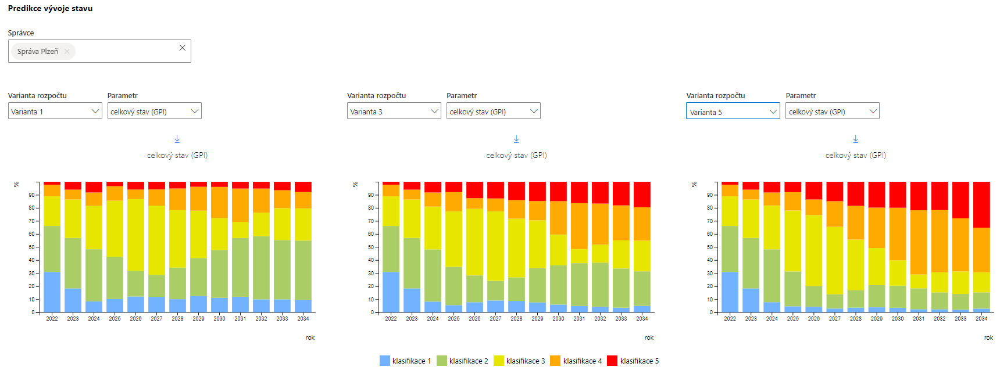 Predikce vývoje stavu
Správce
Správa Plzeň
Varianta rozpočtu Parametr
Varianta 1 celkový stav (GPI)
celkový stav (GPI)
%
90
80
70
60
50
40
30
20
10
0
2022 2023 2024 2025 2026 2027 2028 2029 2030 2031 2032 2033 2034
rok
Varianta rozpočtu Parametr
Varianta 3 celkový stav (GPI)
celkový stav (GPI)
%
90
80
70
60
50
40
30
20
10
0
2022 2023 2024 2025 2026 2027 2028 2029 2030 2031 2032 2033 2034
rok
Varianta rozpočtu Parametr
Varianta 5 celkový stav (GPI)
celkový stav (GPI)
%
90
80
70
60
50
40
30
20
10
0
2022 2023 2024 2025 2026 2027 2028 2029 2030 2031 2032 2033 2034
rok
klasifikace 1 klasifikace 2 klasifikace 3 klasifikace 4 klasifikace 5